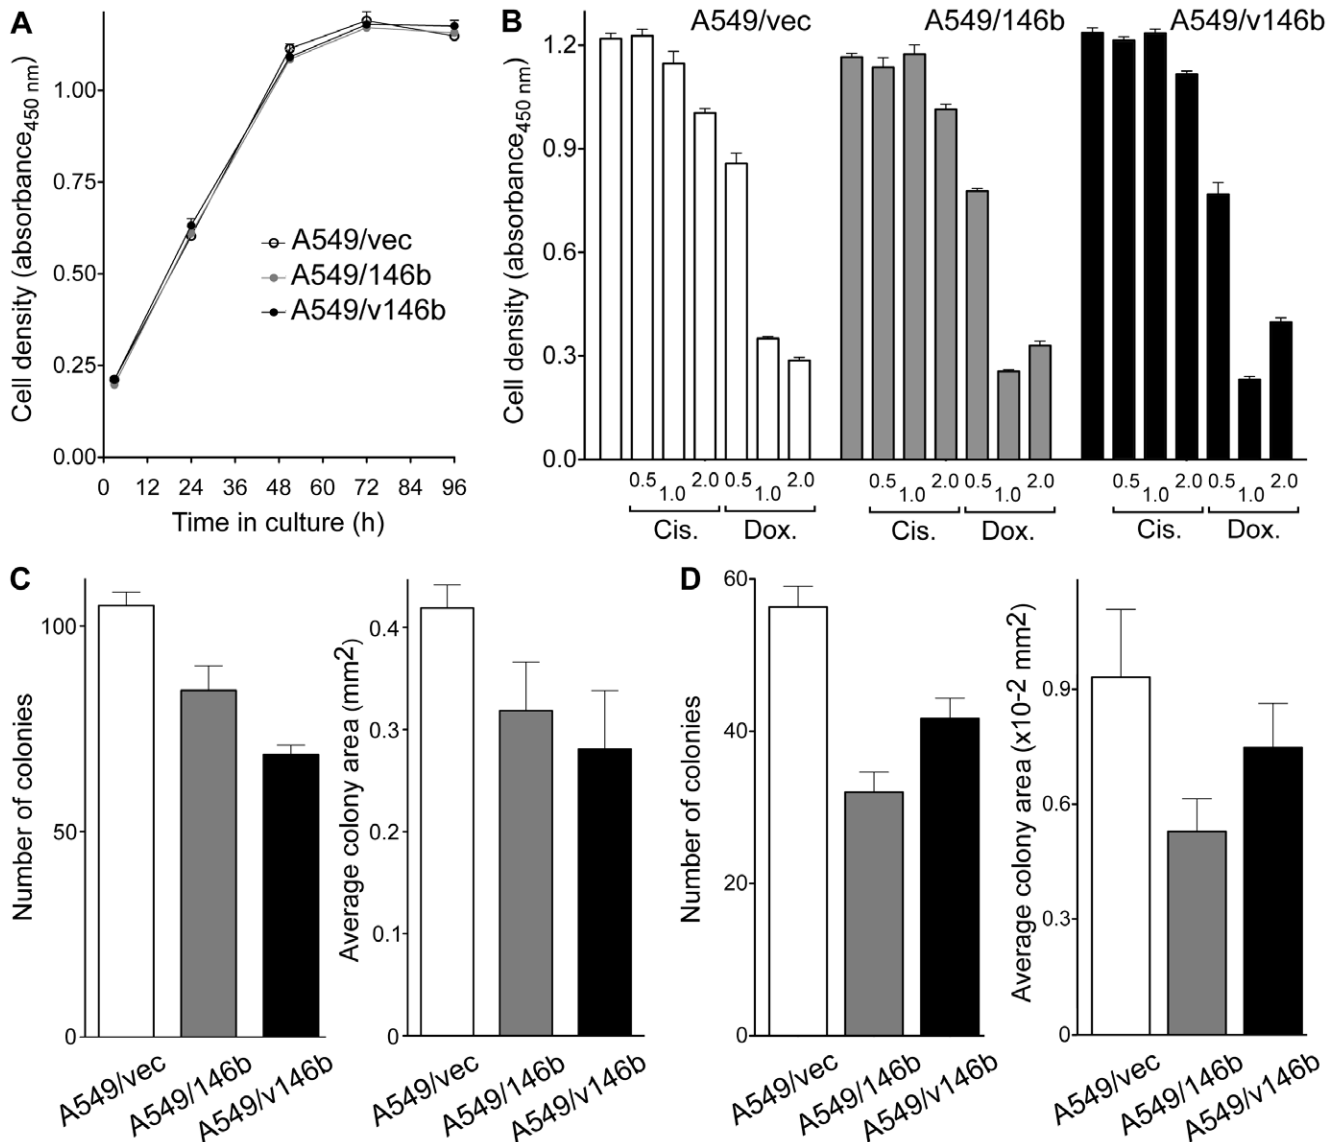 A
Cell density (absorbance450 nm)
1.00
0.75
0.50
0.25
0.00
0 12 24 36 48 60 72 84 96
Time in culture (h)
A549/vec
A549/146b
A549/v146b
B
A549/vec A549/146b A549/v146b
Cell density (absorbance450 nm)
1.2
0.9
0.6
0.3
0.0
0.5 2.0 0.5 2.0 0.5 2.0 0.5 2.0 0.5 2.0 0.5 2.0
1.0 1.0 1.0 1.0 1.0 1.0
Cis. Dox. Cis. Dox. Cis. Dox.
C
Number of colonies
100
50
0
A549/vec
A549/146b
A549/v146b
Average colony area (mm2)
0.4
0.3
0.2
0.1
0
A549/vec
A549/146b
A549/v146b
D
Number of colonies
60
40
20
0
A549/vec
A549/146b
A549/v146b
Average colony area (x10-2 mm2)
0.9
0.6
0.3
0
A549/vec
A549/146b
A549/v146b